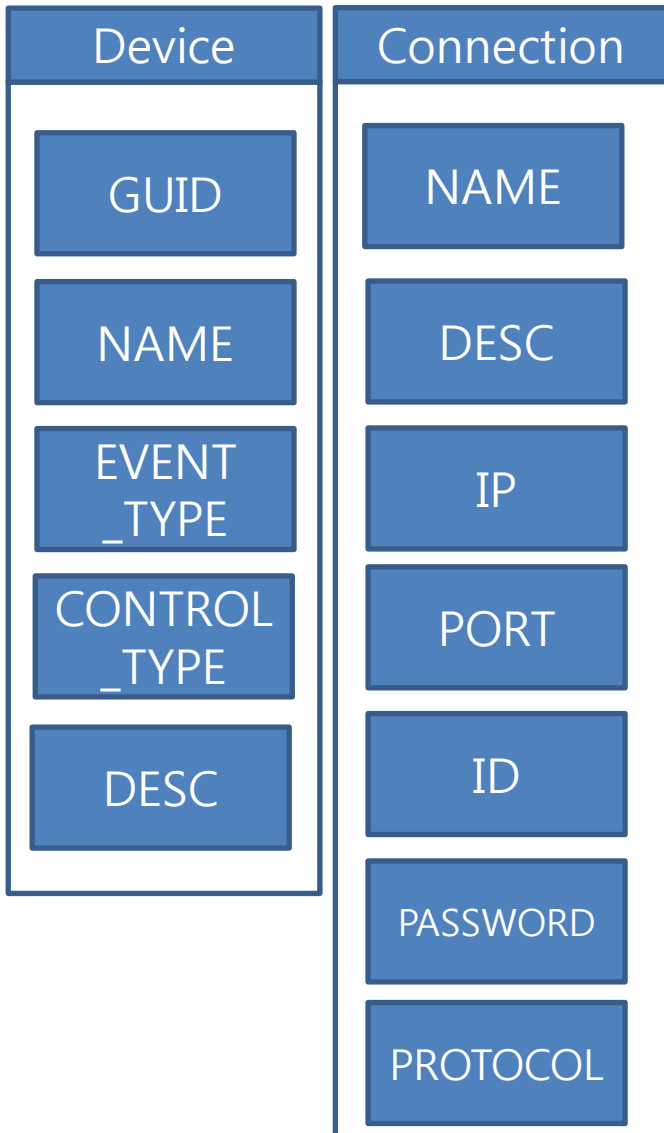 Device
GUID
NAME
EVENT
_TYPE
CONTROL
_TYPE
DESC
Connection
NAME
DESC
IP
PORT
ID
PASSWORD
PROTOCOL